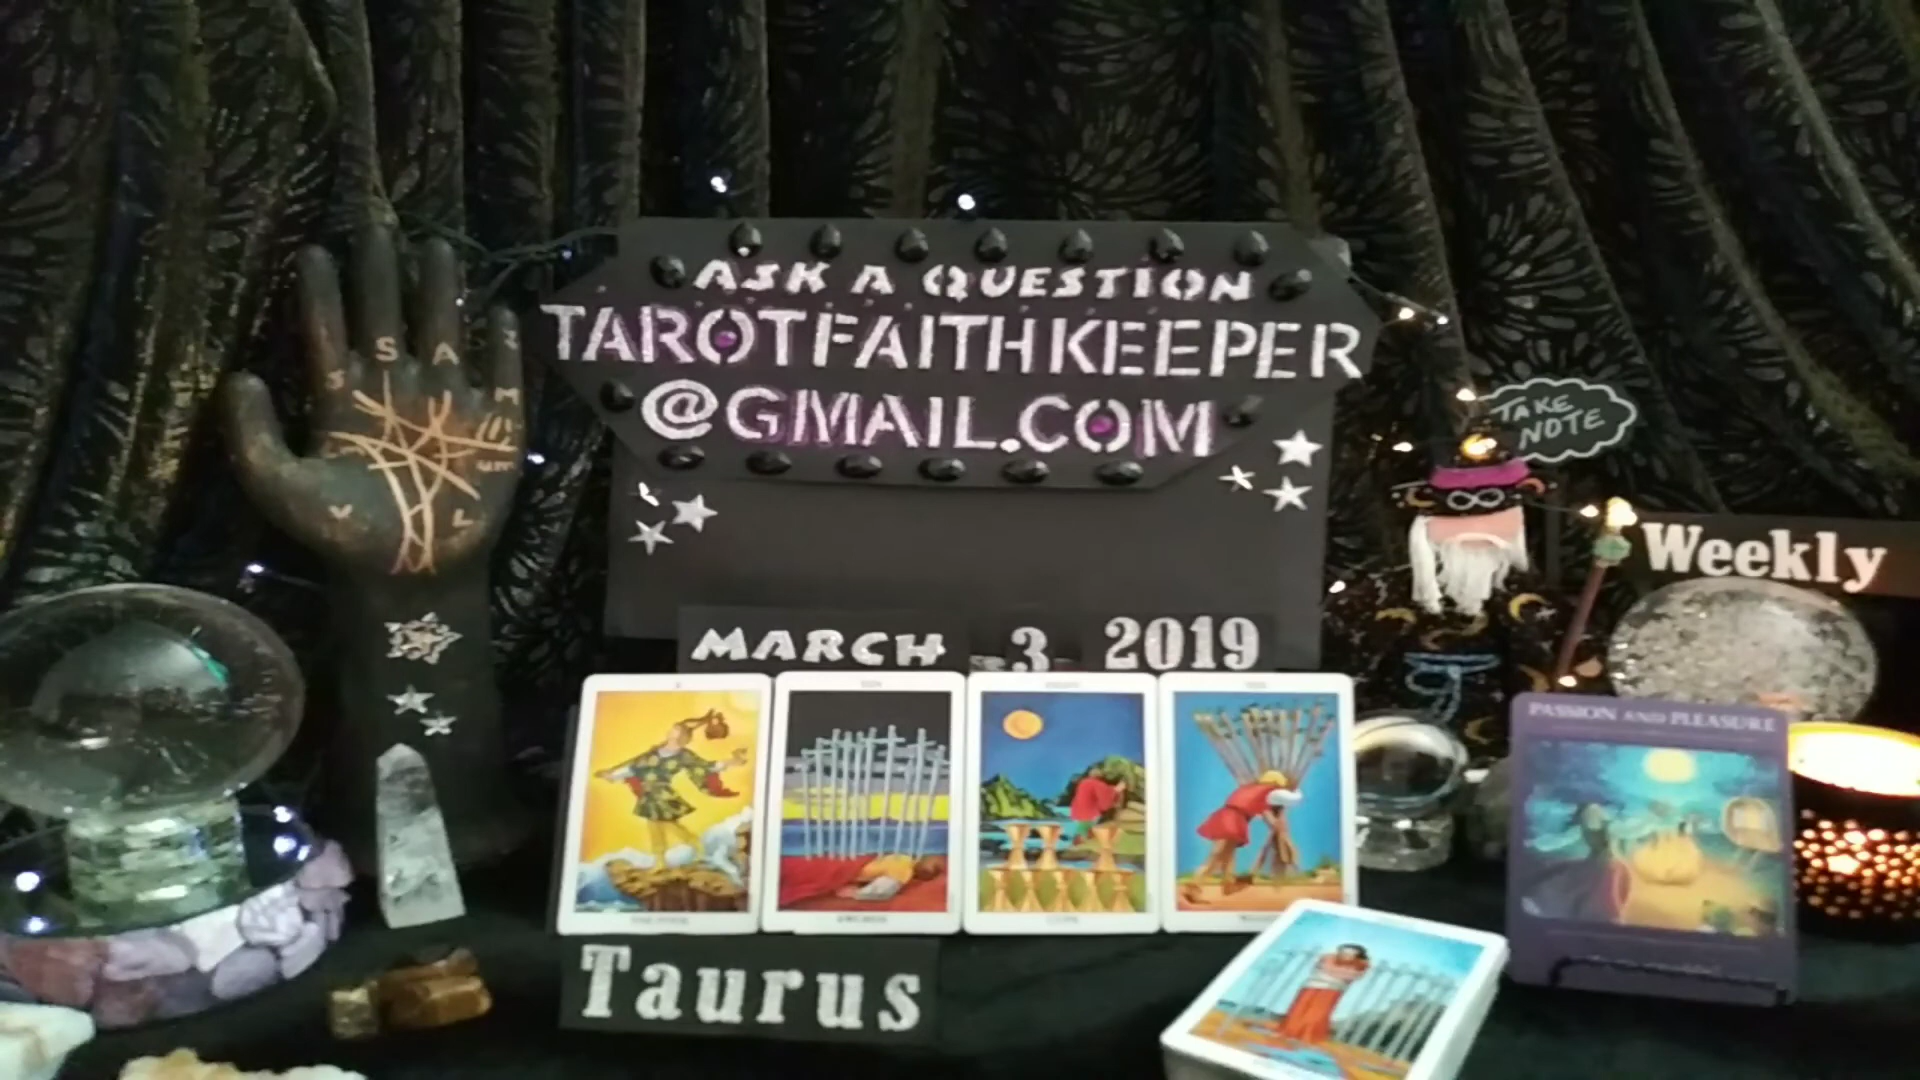 ASK A QUESTION
TAROTFAITHKEEPER
@GMAIL.COM
TAKE
NOTE
Weekly
S A
M
V L
MARCH 3 2019
PASSION AND PLEASURE
Taurus